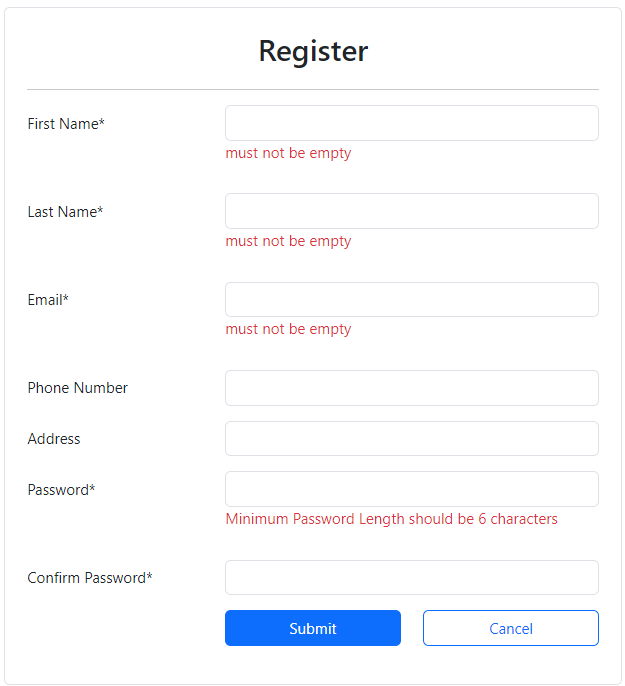 Register
First Name*
must not be empty
Last Name*
must not be empty
Email*
must not be empty
Phone Number
Address
Password*
Minimum Password Length should be 6 characters
Confirm Password*
Submit Cancel